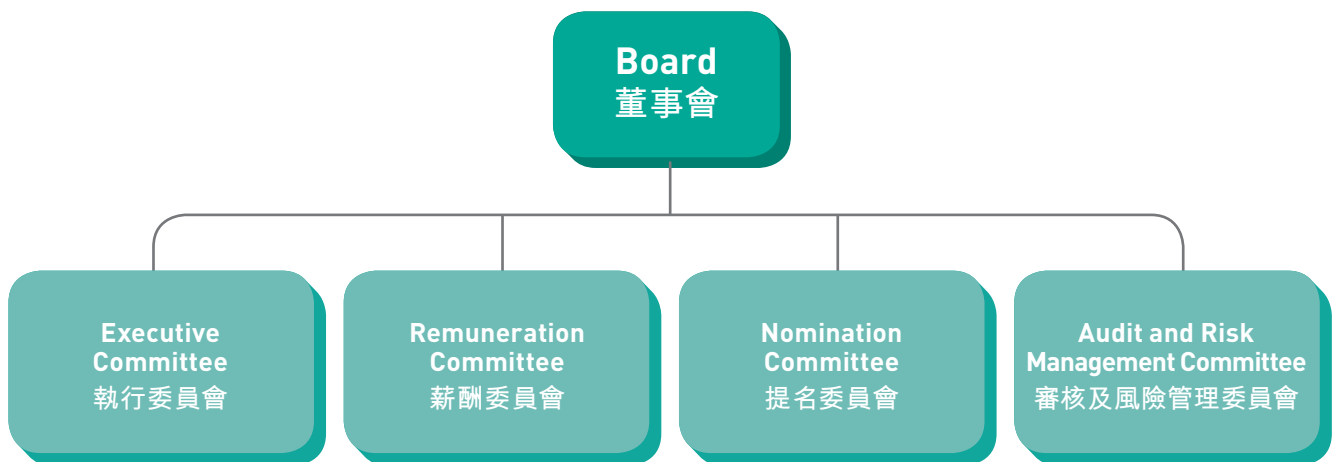 Board
董事會
Executive
Committee
執行委員會
Remuneration
Committee
薪酬委員會
Nomination
Committee
提名委員會
Audit and Risk
Management Committee
審核及風險管理委員會